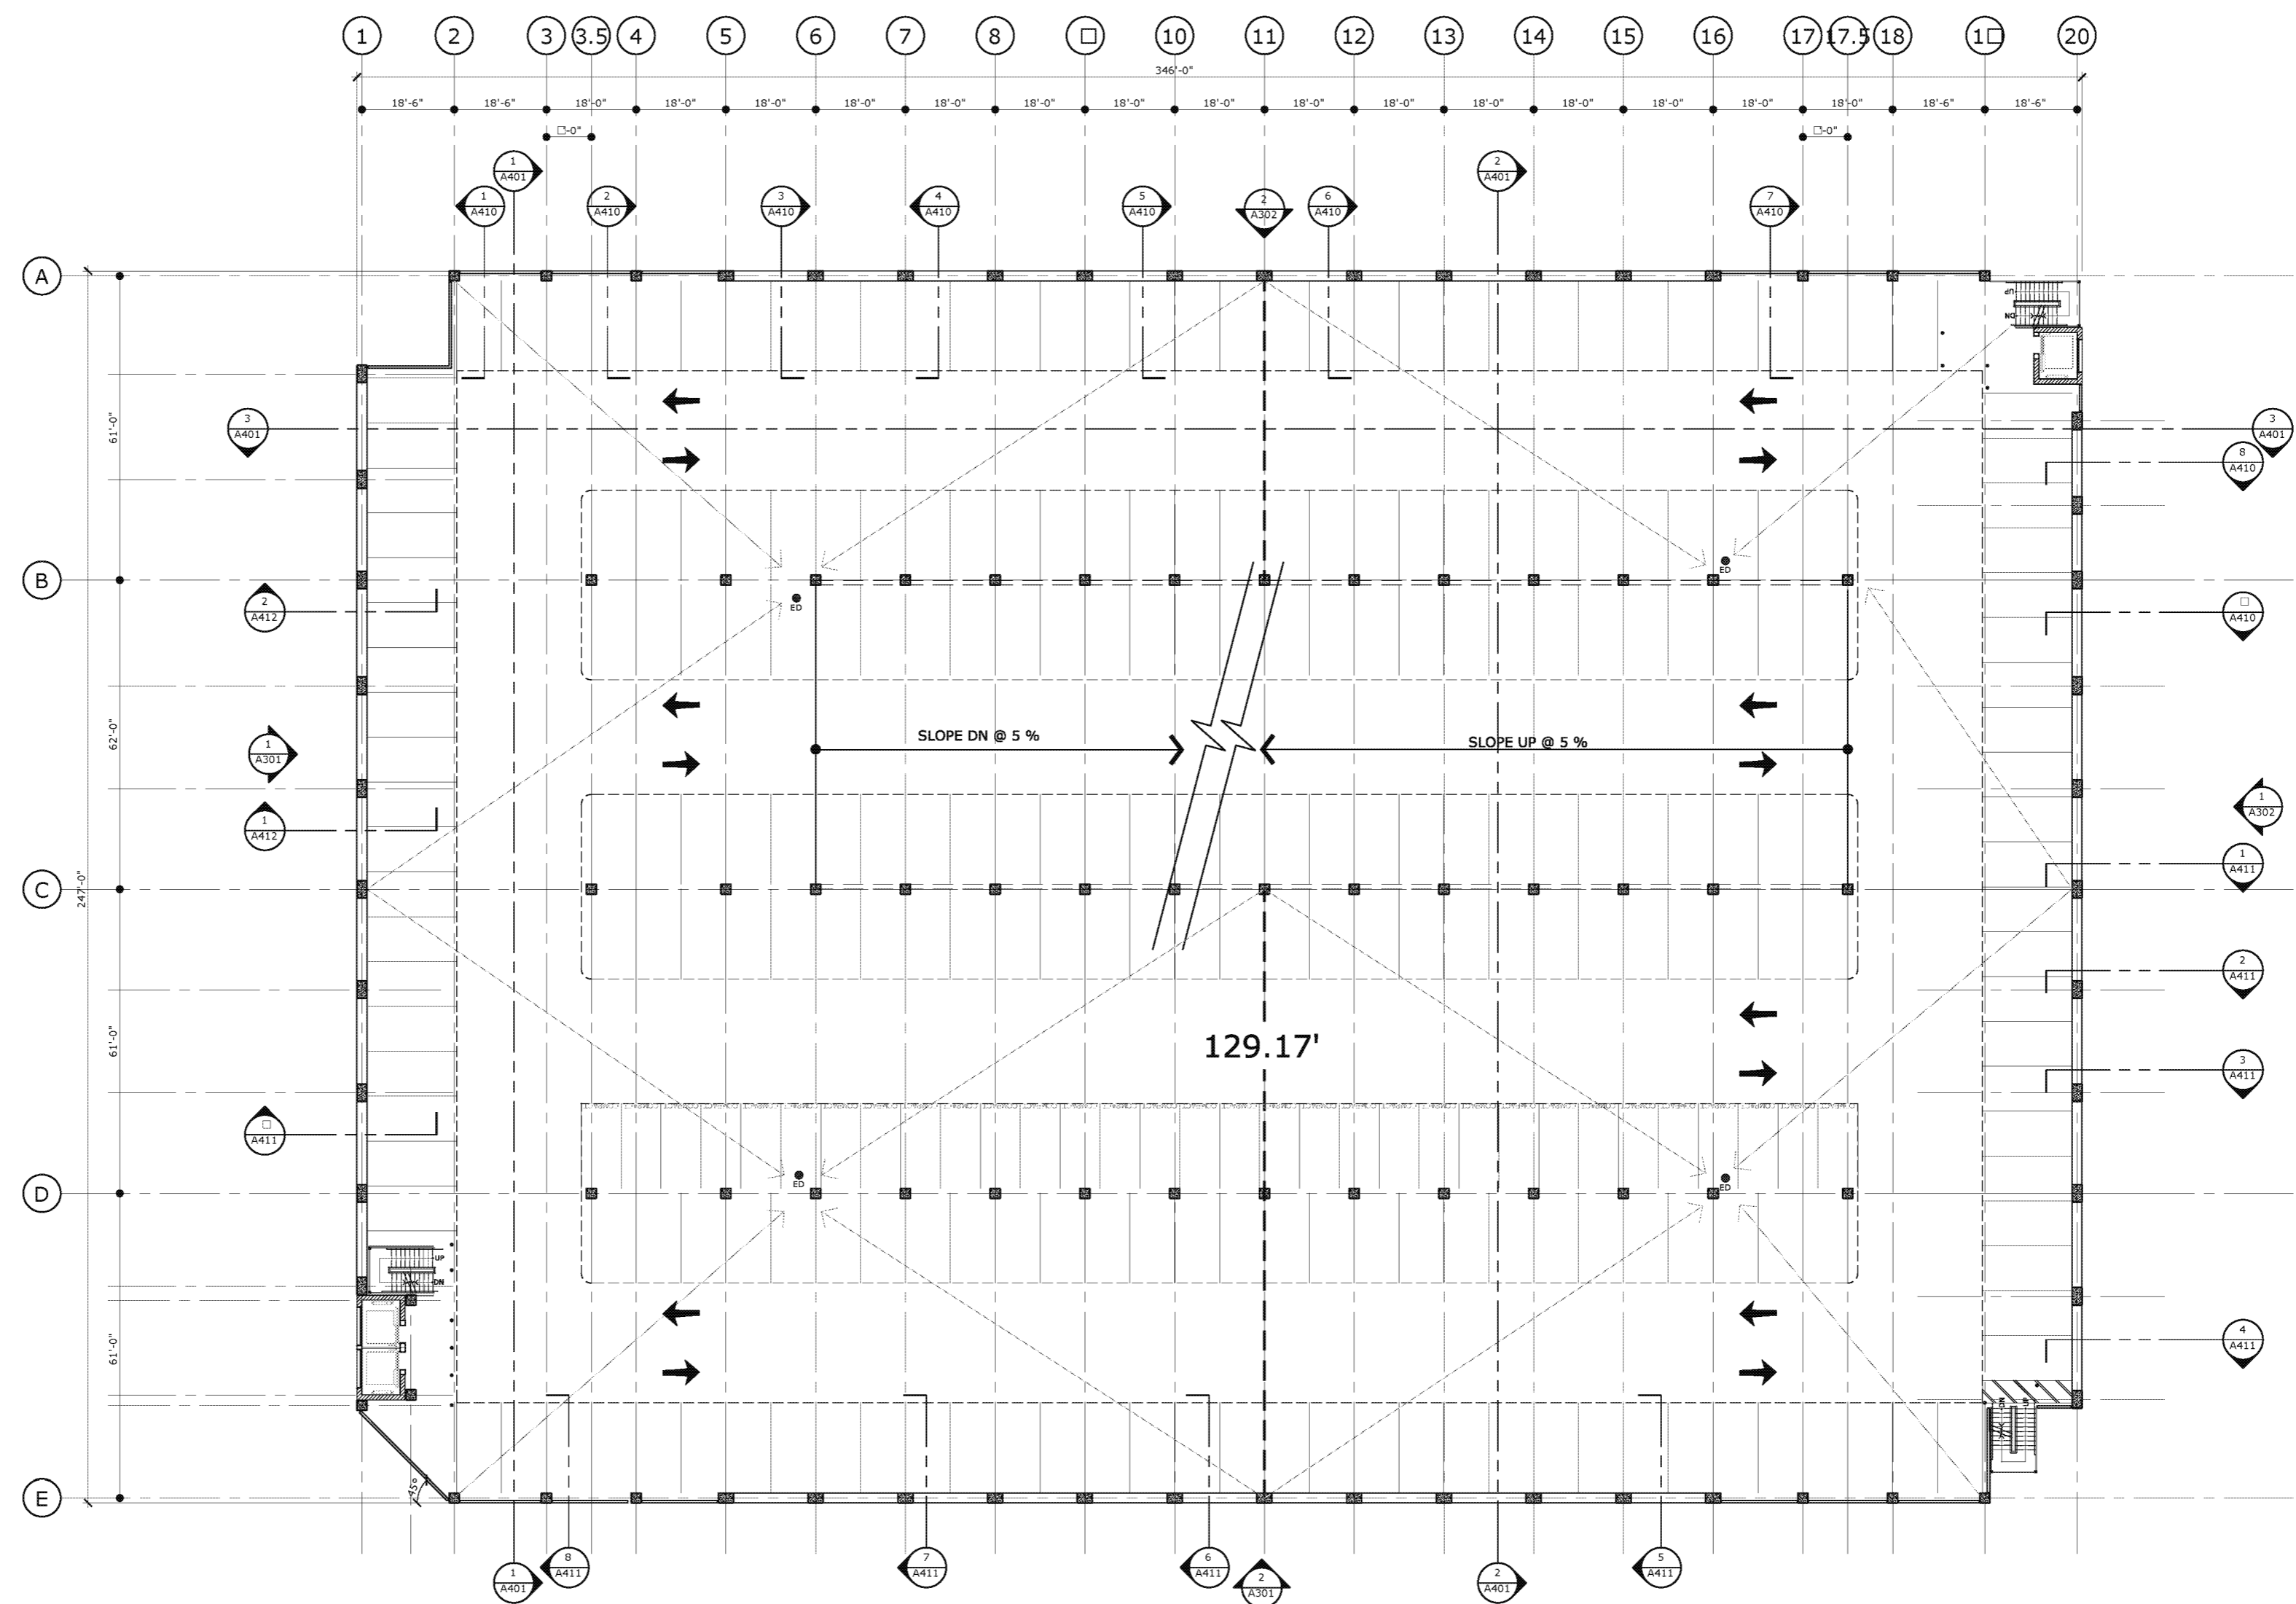 1 2 3 3.5 4 5 6 7 8 □ 10 11 12 13 14 15 16 17 17.5 18 1□ 20
346'-0"
18'-6" 18'-6" 18'-0" 18'-0" 18'-0" 18'-0" 18'-0" 18'-0" 18'-0" 18'-0" 18'-0" 18'-0" 18'-0" 18'-0" 18'-0" 18'-0" 18'-0" 18'-6" 18'-6"
□'-0" □'-0"
1 A401
2 A401
1 A410
2 A410
3 A410
4 A410
5 A410
2 A302
6 A410
7 A410
A
UP
DN
61'-0"
3 A401
3 A401
8 A410
B
ED
ED
2 A412
□ A410
62'-0"
1 A301
SLOPE DN @ 5 %
SLOPE UP @ 5 %
1 A302
1 A412
1 A411
C
247'-0"
2 A411
61'-0"
129.17'
3 A411
□ A411
D
ED
ED
UP
DN
61'-0"
4 A411
DN
UP
45°
E
1 A401
8 A411
7 A411
6 A411
2 A301
2 A401
5 A411